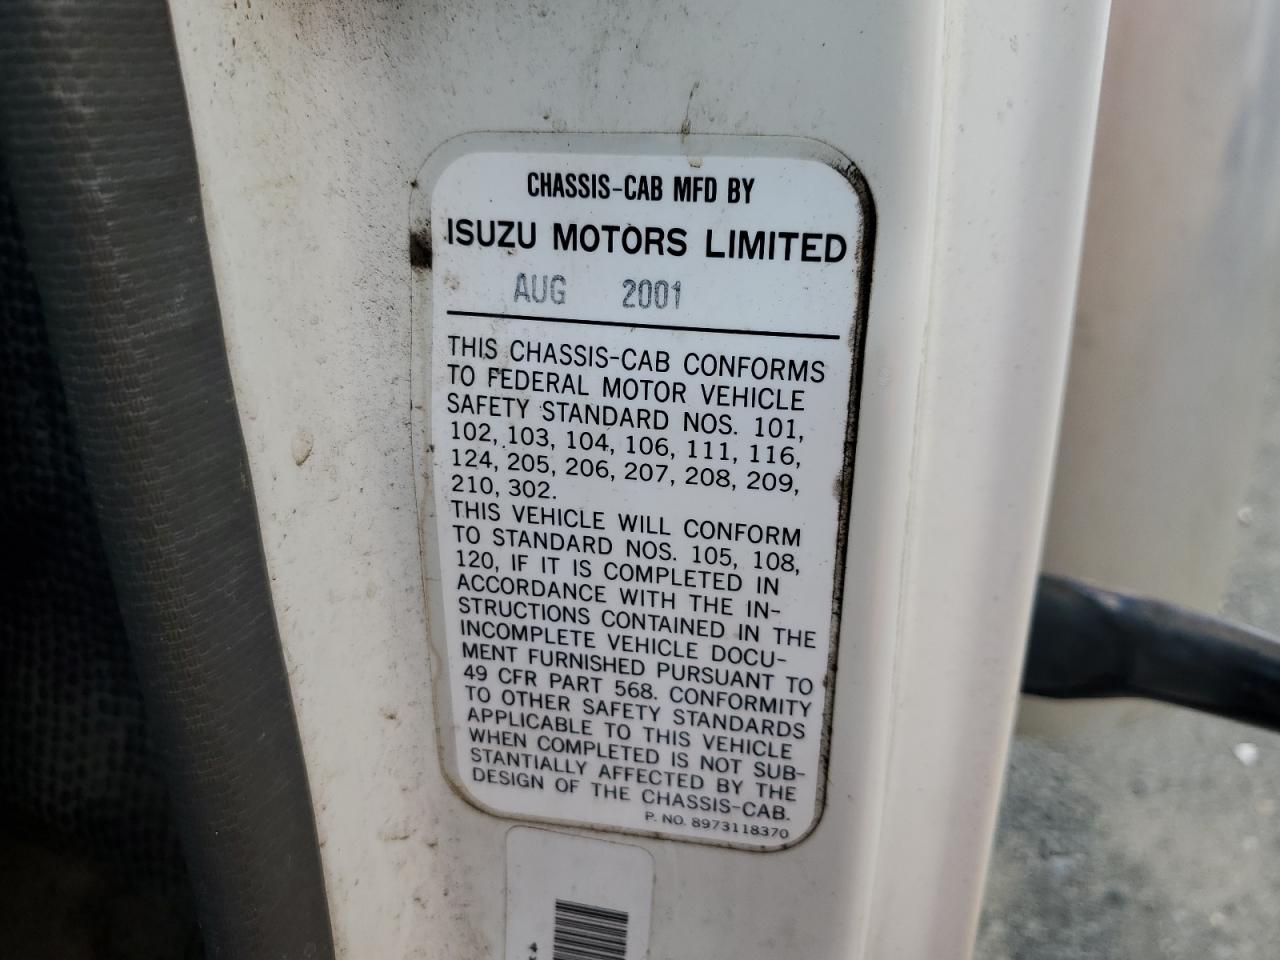 CHASSIS-CAB MFD BY
ISUZU MOTORS LIMITED
AUG 2001
THIS CHASSIS-CAB CONFORMS
TO FEDERAL MOTOR VEHICLE
SAFETY STANDARD NOS. 101,
102, 103, 104, 106, 111, 116,
124, 205, 206, 207, 208, 209,
210, 302.
THIS VEHICLE WILL CONFORM
TO STANDARD NOS. 105, 108,
120, IF IT IS COMPLETED IN
ACCORDANCE WITH THE IN-
STRUCTIONS CONTAINED IN THE
INCOMPLETE VEHICLE DOCU-
MENT FURNISHED PURSUANT TO
49 CFR PART 568. CONFORMITY
TO OTHER SAFETY STANDARDS
APPLICABLE TO THIS VEHICLE
WHEN COMPLETED IS NOT SUB-
STANTIALLY AFFECTED BY THE
DESIGN OF THE CHASSIS-CAB.
P. NO. 8973118370